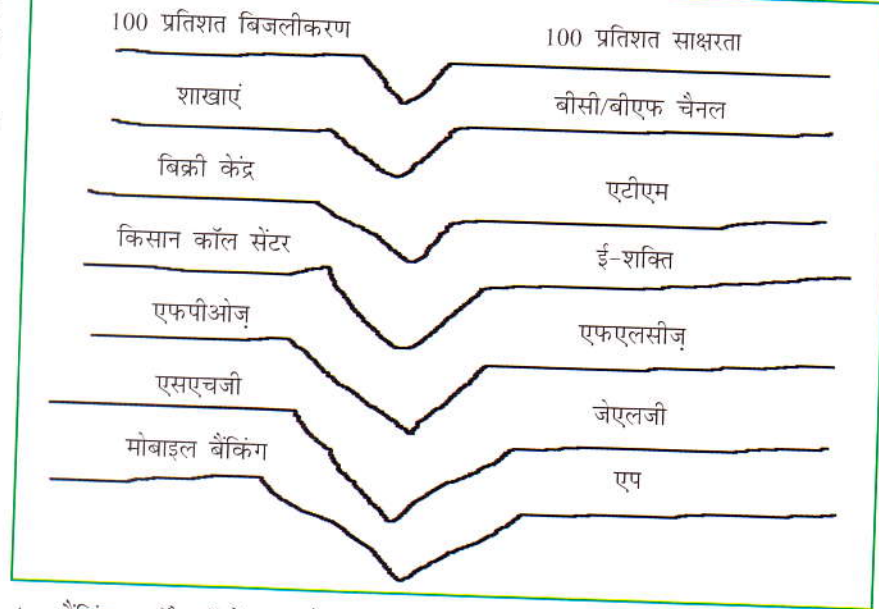 100 प्रतिशत बिजलीकरण
100 प्रतिशत साक्षरता
शाखाएं
बीसी/बीएफ चैनल
बिक्री केंद्र
एटीएम
किसान कॉल सेंटर
ई-शक्ति
एफपीओज़
एफएलसीज़
एसएचजी
जेएलजी
मोबाइल बैंकिंग
एप